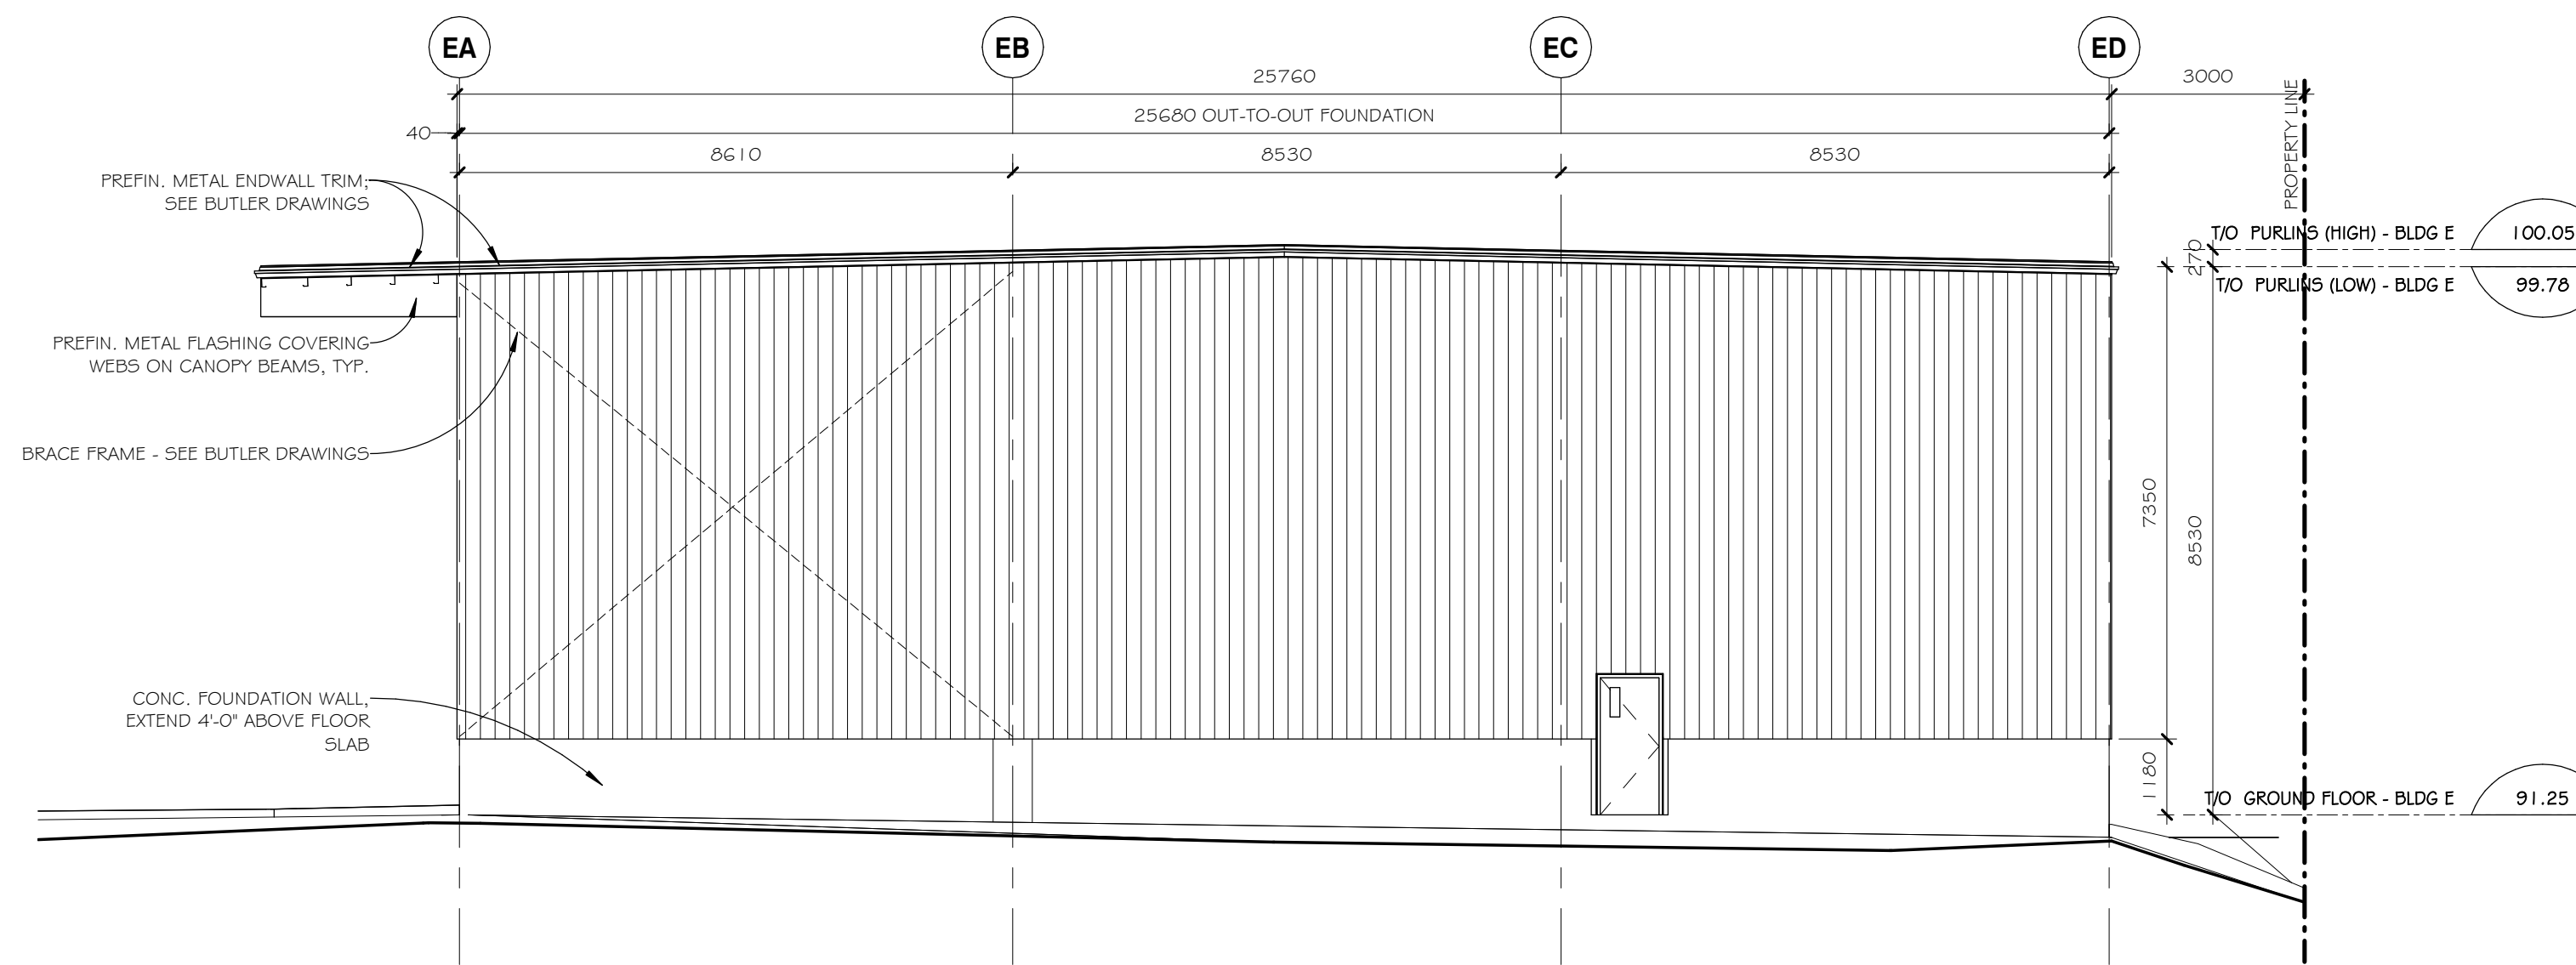 EA
EB
EC
ED
25760
3000
25680 OUT-TO-OUT FOUNDATION
40
8610
8530
8530
PROPERTY LINE
PREFIN. METAL ENDWALL TRIM;
SEE BUTLER DRAWINGS
T/O PURLINS (HIGH) - BLDG E
100.05
270
T/O PURLINS (LOW) - BLDG E
99.78
PREFIN. METAL FLASHING COVERING
WEBS ON CANOPY BEAMS, TYP.
BRACE FRAME - SEE BUTLER DRAWINGS
7350
8530
CONC. FOUNDATION WALL,
EXTEND 4'-0" ABOVE FLOOR
SLAB
1180
T/O GROUND FLOOR - BLDG E
91.25